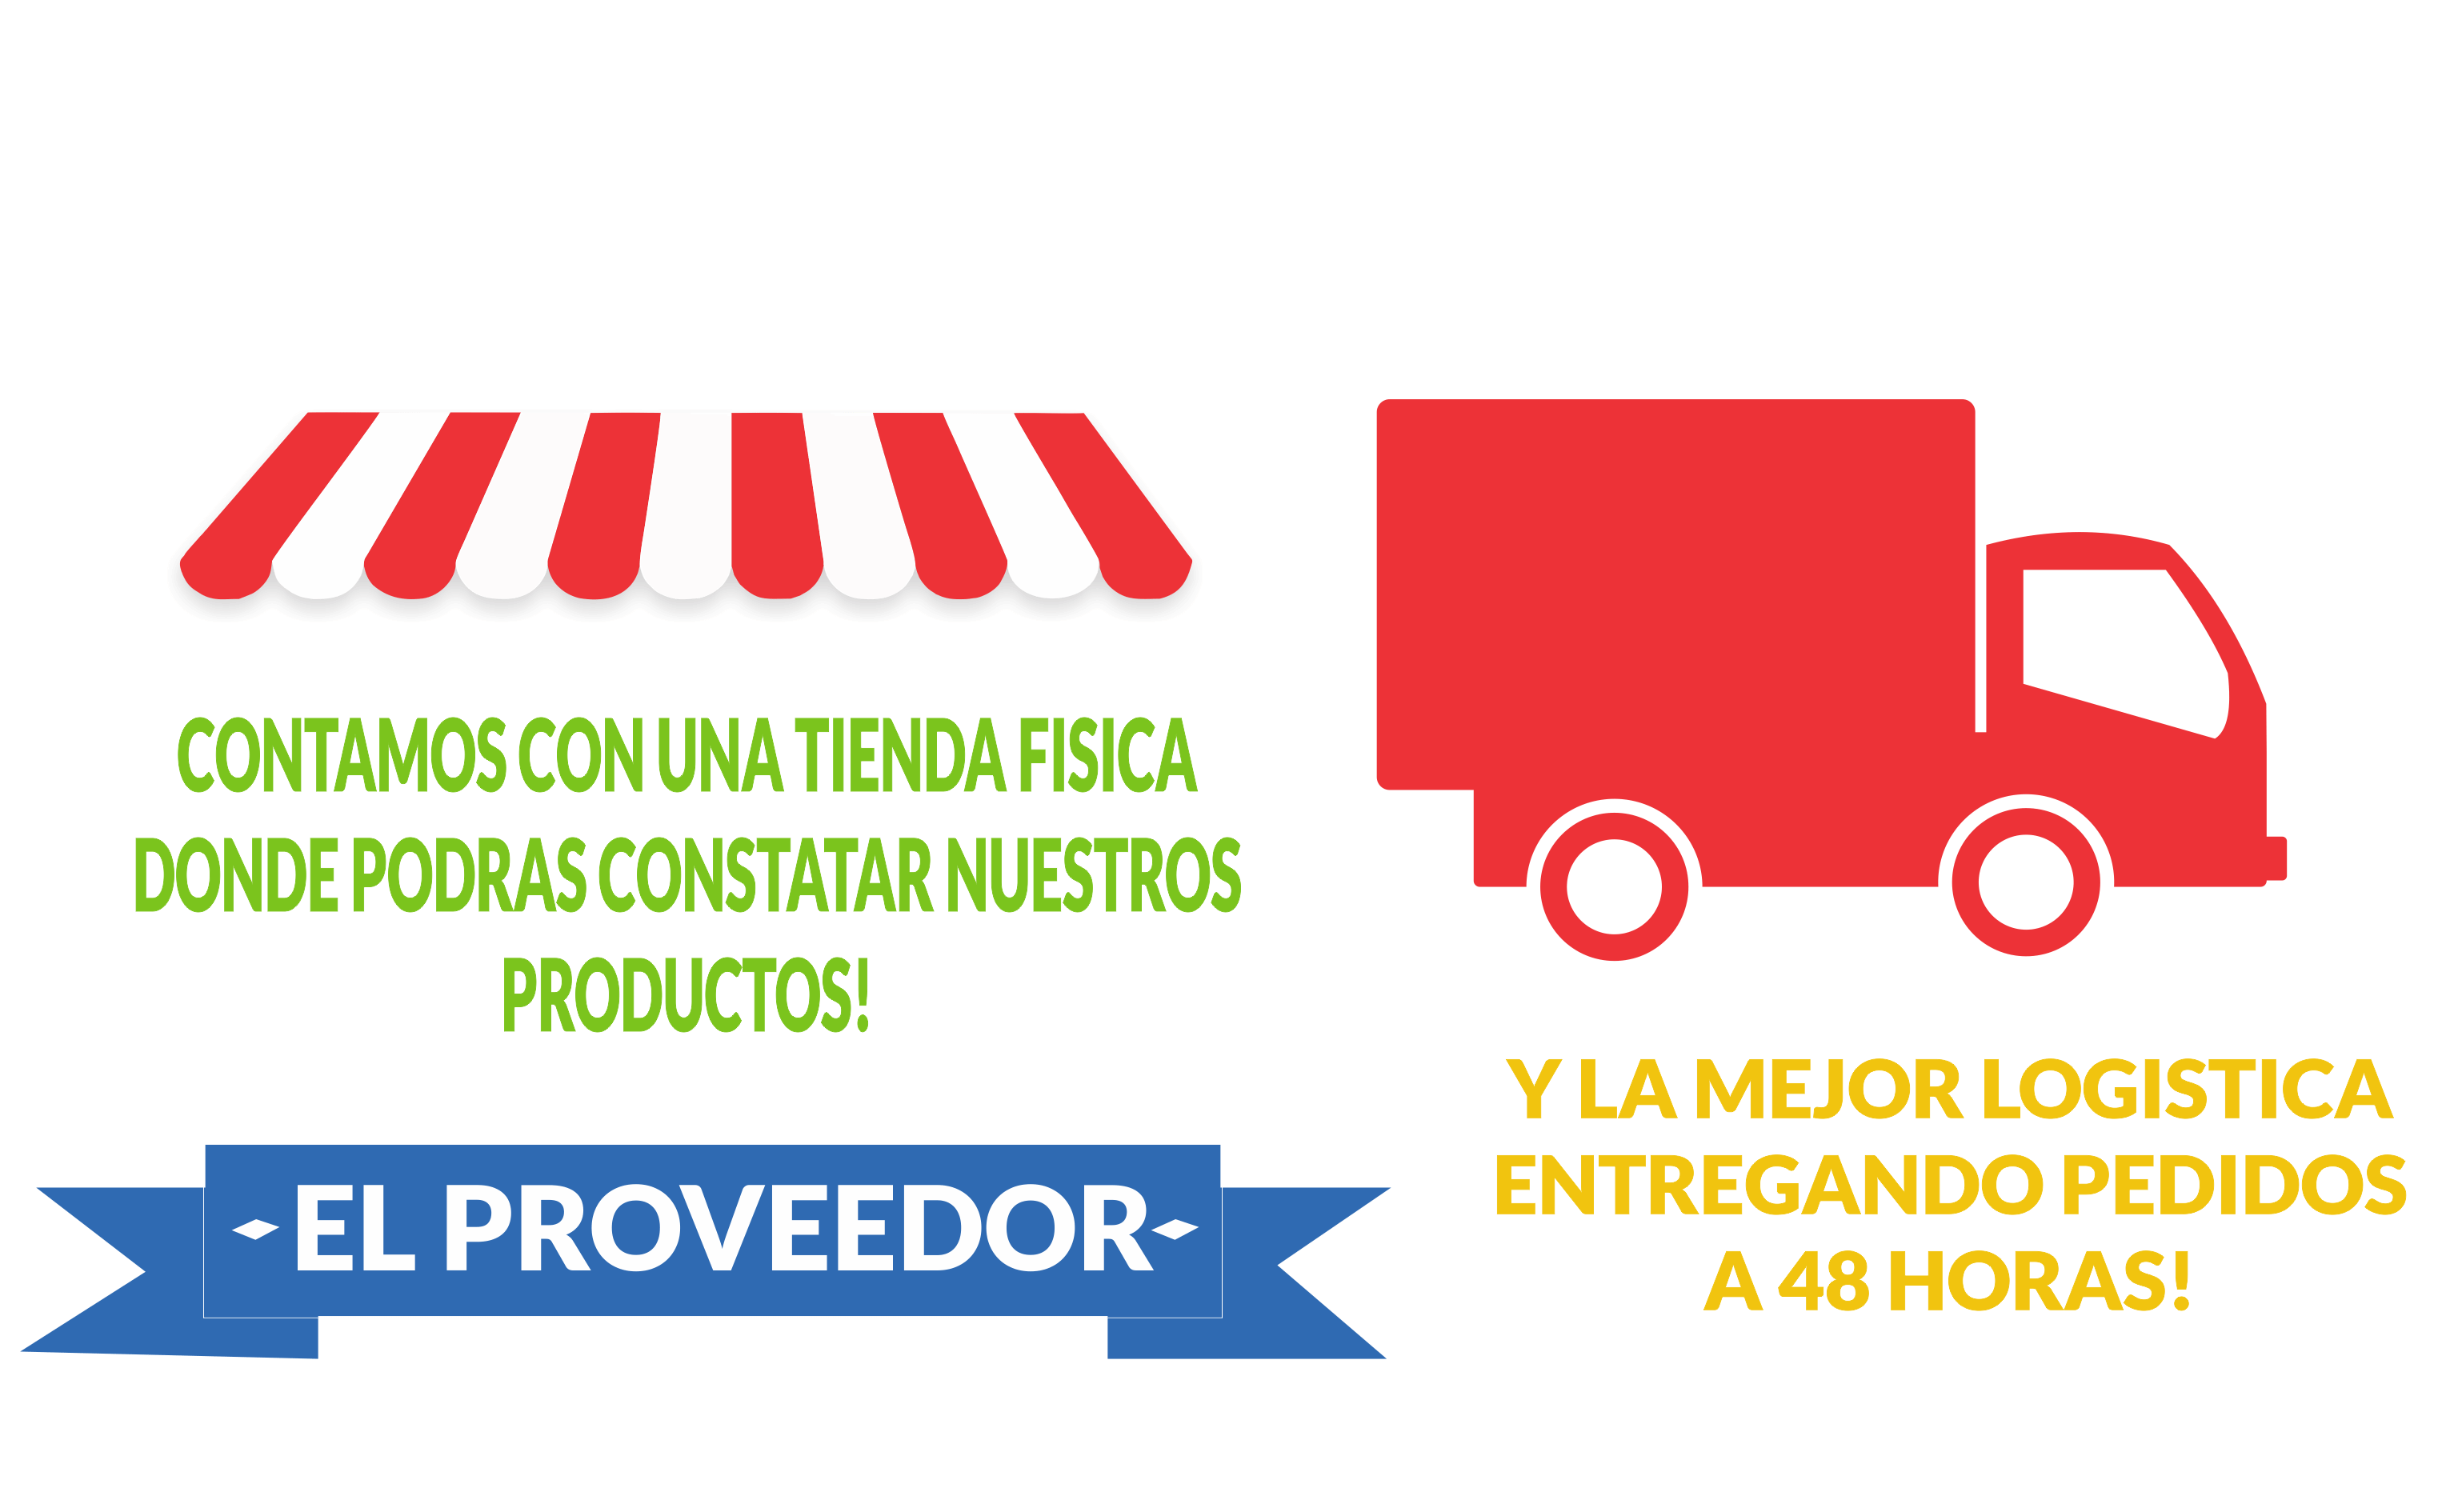 CONTAMOS CON UNA TIENDA FISICA
DONDE PODRAS CONSTATAR NUESTROS
PRODUCTOS!
EL PROVEEDOR
Y LA MEJOR LOGISTICA
ENTREGANDO PEDIDOS
A 48 HORAS!